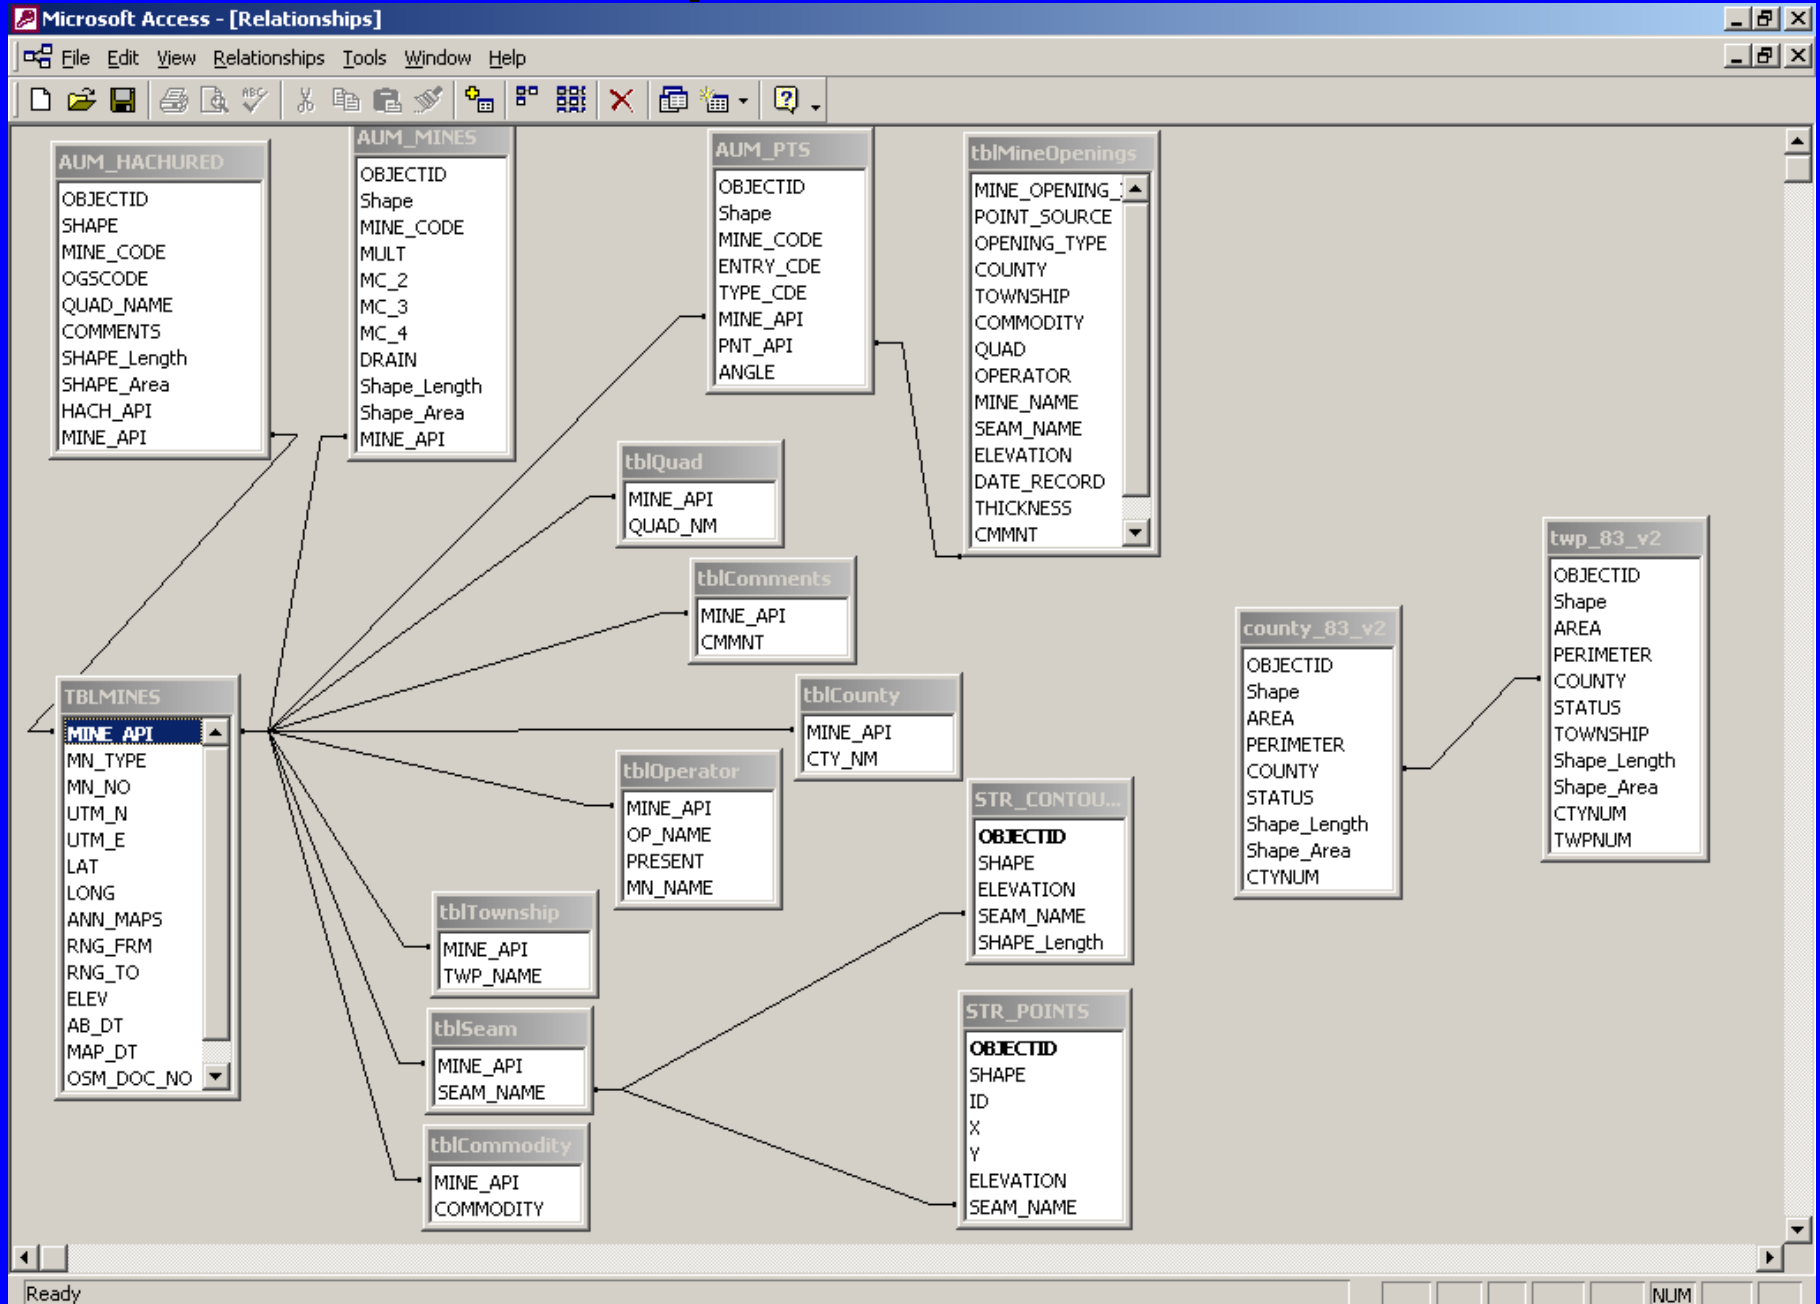 Microsoft Access - [Relationships]
File Edit View Relationships Tools Window Help
AUM_HACHURED
OBJECTID
SHAPE
MINE_CODE
OGSCODE
QUAD_NAME
COMMENTS
SHAPE_Length
SHAPE_Area
HACH_API
MINE_API
AUM_MINES
OBJECTID
Shape
MINE_CODE
MULT
MC_2
MC_3
MC_4
DRAIN
Shape_Length
Shape_Area
MINE_API
AUM_PTS
OBJECTID
Shape
MINE_CODE
ENTRY_CDE
TYPE_CDE
MINE_API
PNT_API
ANGLE
tblMineOpenings
MINE_OPENING_
POINT_SOURCE
OPENING_TYPE
COUNTY
TOWNSHIP
COMMODITY
QUAD
OPERATOR
MINE_NAME
SEAM_NAME
ELEVATION
DATE_RECORD
THICKNESS
CMMNT
tblQuad
MINE_API
QUAD_NM
tblComments
MINE_API
CMMNT
tblCounty
MINE_API
CTY_NM
tblOperator
MINE_API
OP_NAME
PRESENT
MN_NAME
tblTownship
MINE_API
TWP_NAME
tblSeam
MINE_API
SEAM_NAME
tblCommodity
MINE_API
COMMODITY
TBLMINES
MINE_API
MN_TYPE
MN_NO
UTM_N
UTM_E
LAT
LONG
ANN_MAPS
RNG_FRM
RNG_TO
ELEV
AB_DT
MAP_DT
OSM_DOC_NO
STR_CONTOU...
OBJECTID
SHAPE
ELEVATION
SEAM_NAME
SHAPE_Length
STR_POINTS
OBJECTID
SHAPE
ID
X
Y
ELEVATION
SEAM_NAME
county_83_v2
OBJECTID
Shape
AREA
PERIMETER
COUNTY
STATUS
Shape_Length
Shape_Area
CTYNUM
twp_83_v2
OBJECTID
Shape
AREA
PERIMETER
COUNTY
STATUS
TOWNSHIP
Shape_Length
Shape_Area
CTYNUM
TWPNUM
Ready
NUM